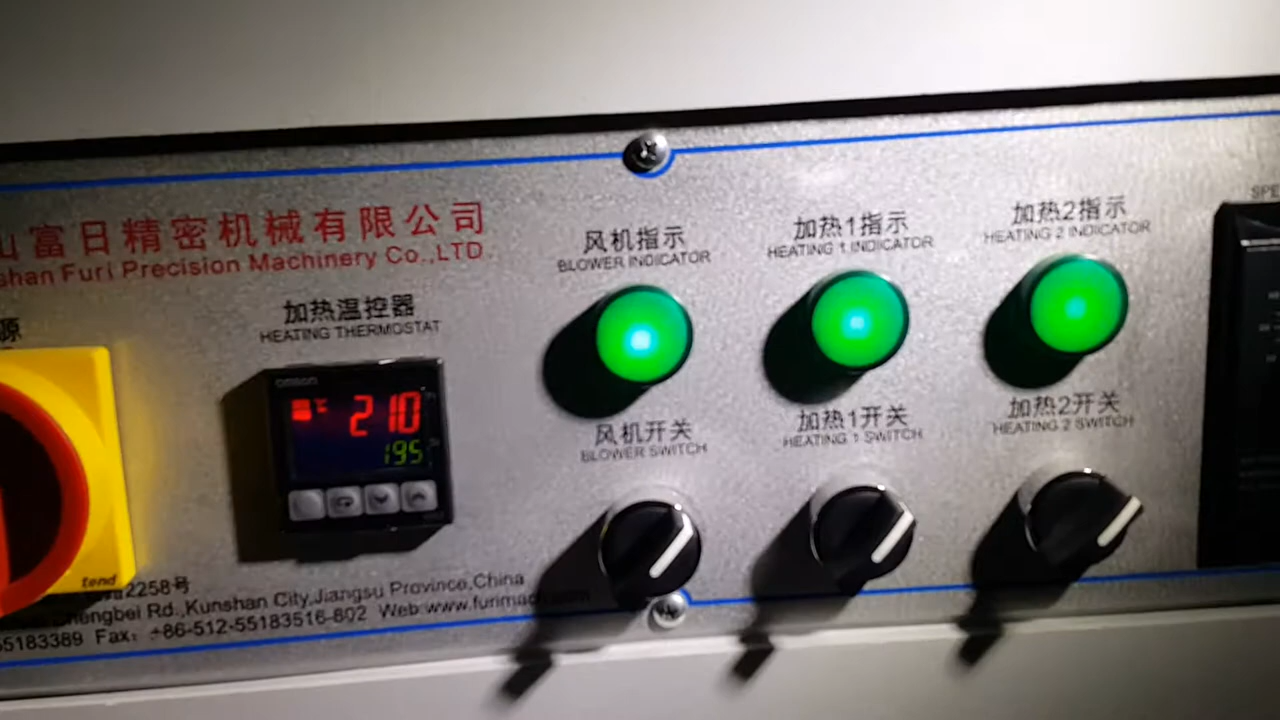 山富日精密机械有限公司
shan Furi Precision Machinery Co.,LTD.
源
加热温控器
HEATING THERMOSTAT
omron
℃ 210
195
风机指示
BLOWER INDICATOR
加热1指示
HEATING 1 INDICATOR
加热2指示
HEATING 2 INDICATOR
SPE
风机开关
BLOWER SWITCH
加热1开关
HEATING 1 SWITCH
加热2开关
HEATING 2 SWITCH
tend
2258号
Chengbei Rd.,Kunshan City,Jiangsu Province,China
55183389 Fax: +86-512-55183516-802 Web:www.furimach